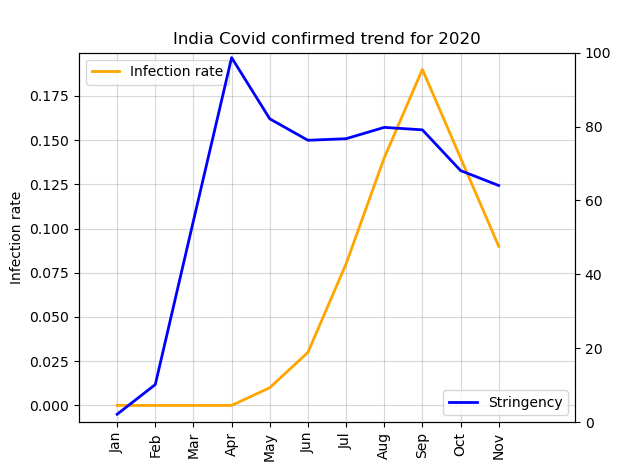 India Covid confirmed trend for 2020
Infection rate
Infection rate
0.175
0.150
0.125
0.100
0.075
0.050
0.025
0.000
100
80
60
40
20
0
Stringency
Jan
Feb
Mar
Apr
May
Jun
Jul
Aug
Sep
Oct
Nov